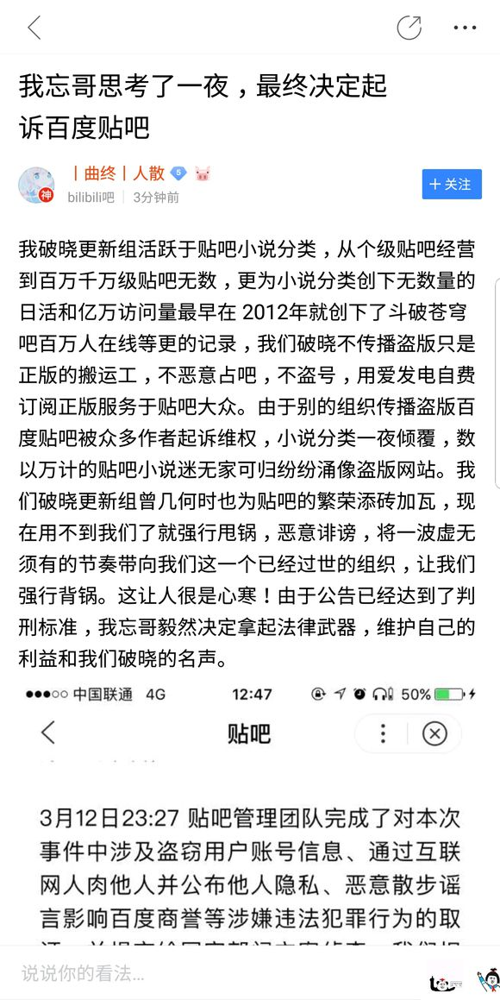 我忘哥思考了一夜，最终决定起
诉百度贴吧
丨曲终丨人散 5
神
bilibili吧 3分钟前
+关注
我破晓更新组活跃于贴吧小说分类，从个级贴吧经营
到百万千万级贴吧无数，更为小说分类创下无数量的
日活和亿万访问量最早在 2012年就创下了斗破苍穹
吧百万人在线等更的记录，我们破晓不传播盗版只是
正版的搬运工，不恶意占吧，不盗号，用爱发电自费
订阅正版服务于贴吧大众。由于别的组织传播盗版百
度贴吧被众多作者起诉维权，小说分类一夜倾覆，数
以万计的贴吧小说迷无家可归纷纷涌像盗版网站。我
们破晓更新组曾几何时也为贴吧的繁荣添砖加瓦，现
在用不到我们了就强行甩锅，恶意诽谤，将一波虚无
须有的节奏带向我们这一个已经过世的组织，让我们
强行背锅。这让人很是心寒！由于公告已经达到了判
刑标准，我忘哥毅然决定拿起法律武器，维护自己的
利益和我们破晓的名声。
中国联通 4G 12:47 50%
贴吧
3月12日23:27 贴吧管理团队完成了对本次
事件中涉及盗窃用户账号信息、通过互联
网人肉他人并公布他人隐私、恶意散步谣
言影响百度商誉等涉嫌违法犯罪行为的取
说说你的看法...